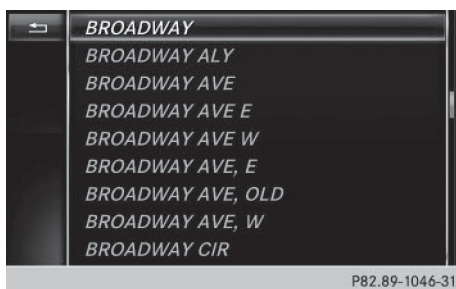 BROADWAY
BROADWAY ALY
BROADWAY AVE
BROADWAY AVE E
BROADWAY AVE W
BROADWAY AVE, E
BROADWAY AVE, OLD
BROADWAY AVE, W
BROADWAY CIR
P82.89-1046-31